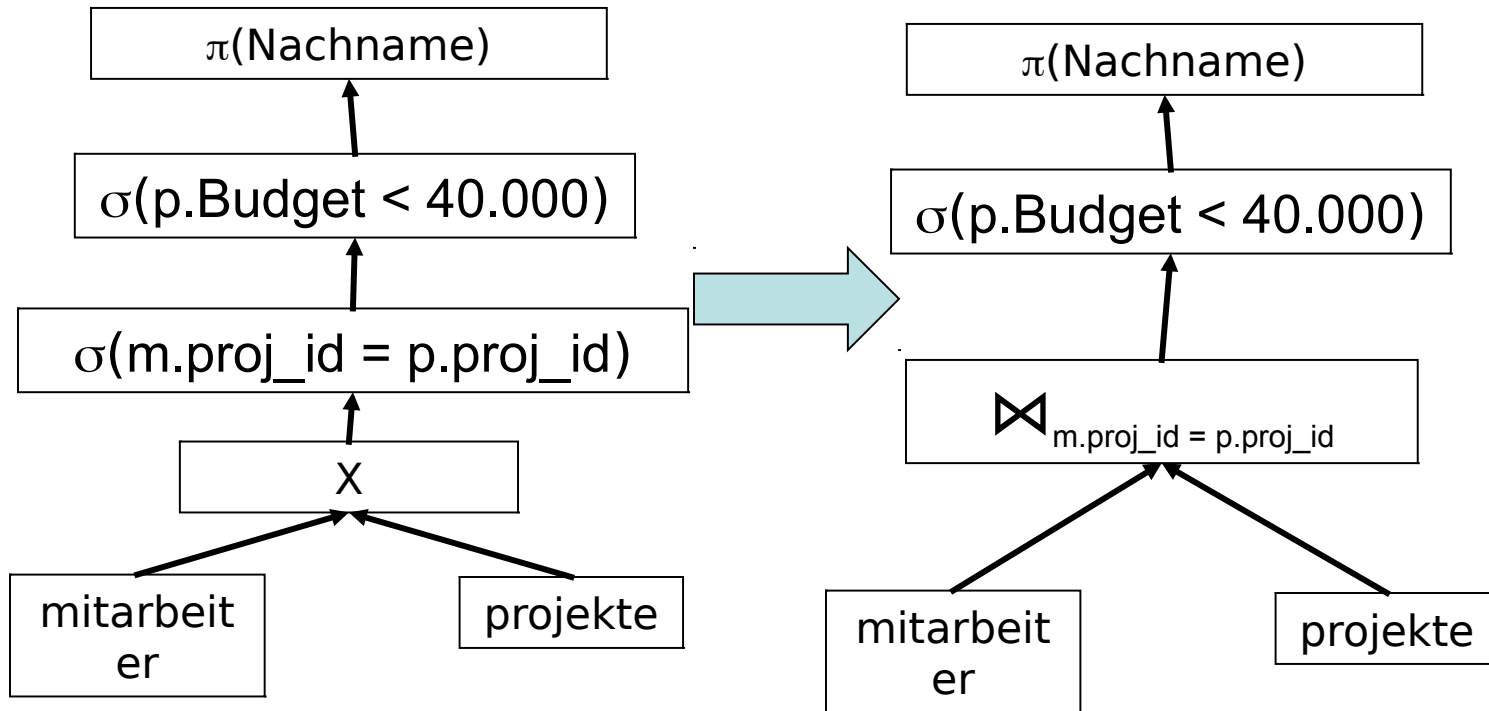 π(Nachname)
σ(p.Budget < 40.000)
σ(m.proj_id = p.proj_id)
X
mitarbeit
er
projekte
π(Nachname)
σ(p.Budget < 40.000)
⋈ m.proj_id = p.proj_id
mitarbeit
er
projekte